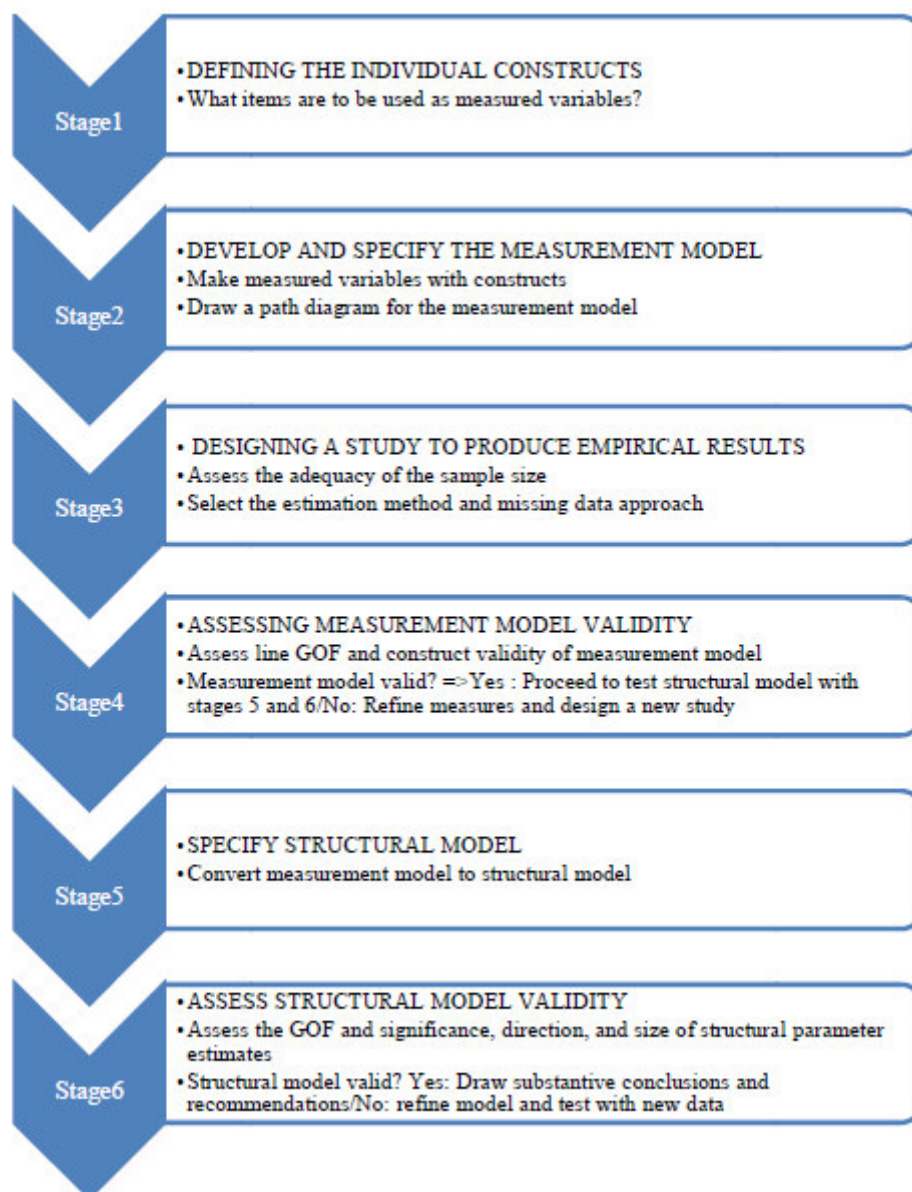 Stage1
•DEFINING THE INDIVIDUAL CONSTRUCTS
•What items are to be used as measured variables?
Stage2
•DEVELOP AND SPECIFY THE MEASUREMENT MODEL
•Make measured variables with constructs
•Draw a path diagram for the measurement model
Stage3
• DESIGNING A STUDY TO PRODUCE EMPIRICAL RESULTS
•Assess the adequacy of the sample size
•Select the estimation method and missing data approach
Stage4
•ASSESSING MEASUREMENT MODEL VALIDITY
•Assess line GOF and construct validity of measurement model
•Measurement model valid? =>Yes : Proceed to test structural model with
stages 5 and 6/No: Refine measures and design a new study
Stage5
•SPECIFY STRUCTURAL MODEL
•Convert measurement model to structural model
Stage6
•ASSESS STRUCTURAL MODEL VALIDITY
•Assess the GOF and significance, direction, and size of structural parameter
estimates
•Structural model valid? Yes: Draw substantive conclusions and
recommendations/No: refine model and test with new data